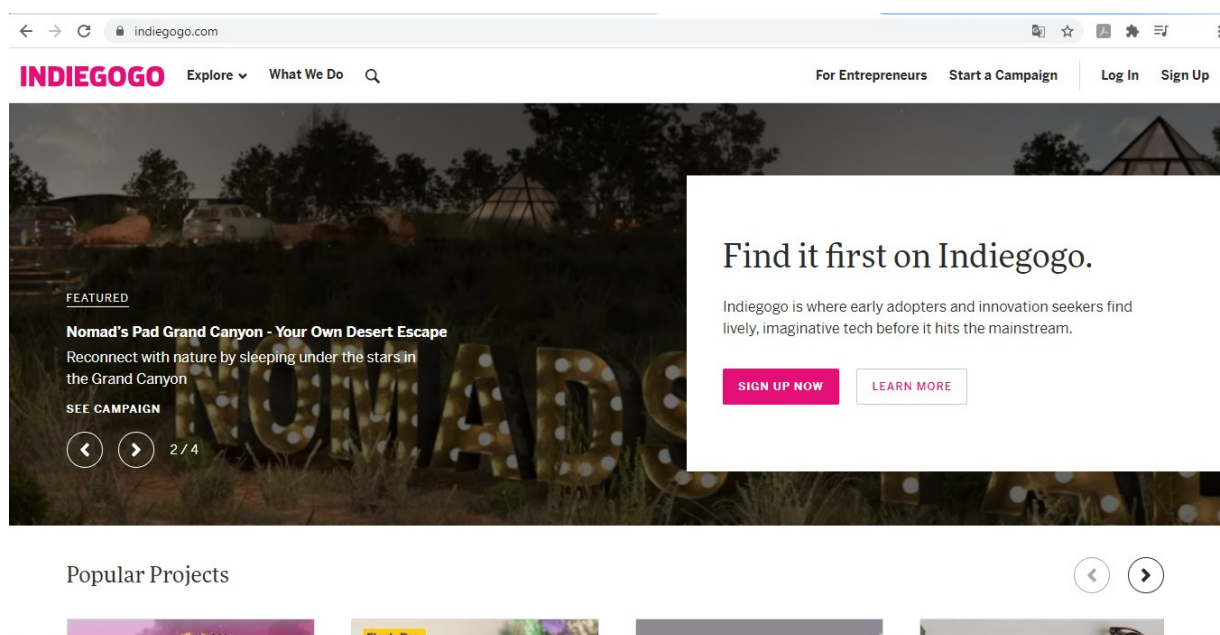 indiegogo.com
INDIEGOGO Explore What We Do For Entrepreneurs Start a Campaign Log In Sign Up
FEATURED
Nomad's Pad Grand Canyon - Your Own Desert Escape
Reconnect with nature by sleeping under the stars in
the Grand Canyon
SEE CAMPAIGN
2 / 4
NOMADS
Find it first on Indiegogo.
Indiegogo is where early adopters and innovation seekers find
lively, imaginative tech before it hits the mainstream.
SIGN UP NOW LEARN MORE
Popular Projects